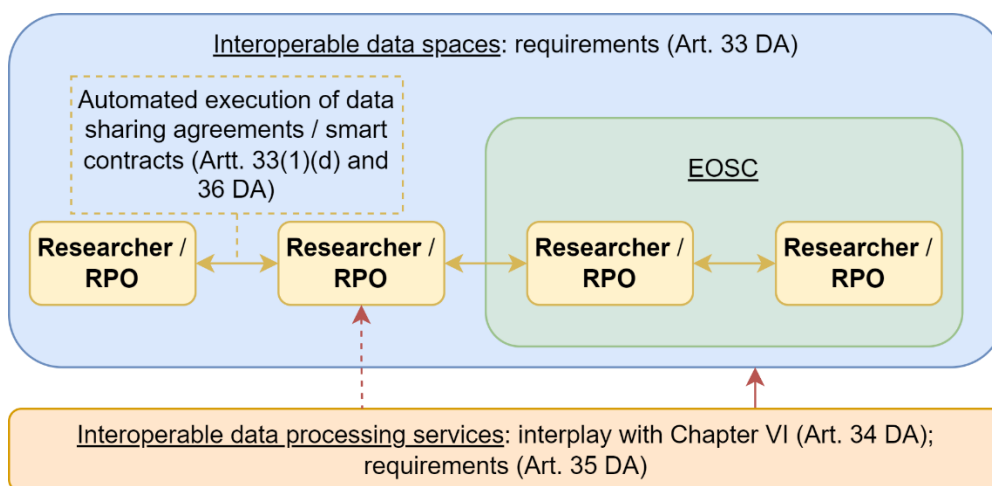 Interoperable data spaces: requirements (Art. 33 DA)
Automated execution of data
sharing agreements / smart
contracts (Artt. 33(1)(d) and
36 DA)
EOSC
Researcher /
RPO
Researcher /
RPO
Researcher /
RPO
Researcher /
RPO
Interoperable data processing services: interplay with Chapter VI (Art. 34 DA);
requirements (Art. 35 DA)